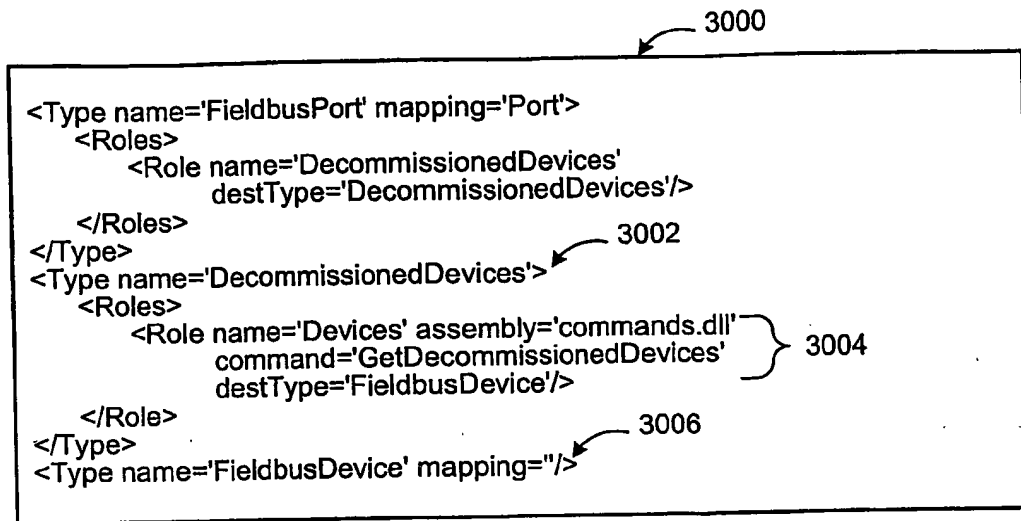 3000
<Type name='FieldbusPort' mapping='Port'>
<Roles>
<Role name='DecommissionedDevices'
destType='DecommissionedDevices'/>
</Roles>
</Type>
3002
<Type name='DecommissionedDevices'>
<Roles>
<Role name='Devices' assembly='commands.dll'
command='GetDecommissionedDevices'
destType='FieldbusDevice'/>
3004
</Role>
</Type>
3006
<Type name='FieldbusDevice' mapping=''/>